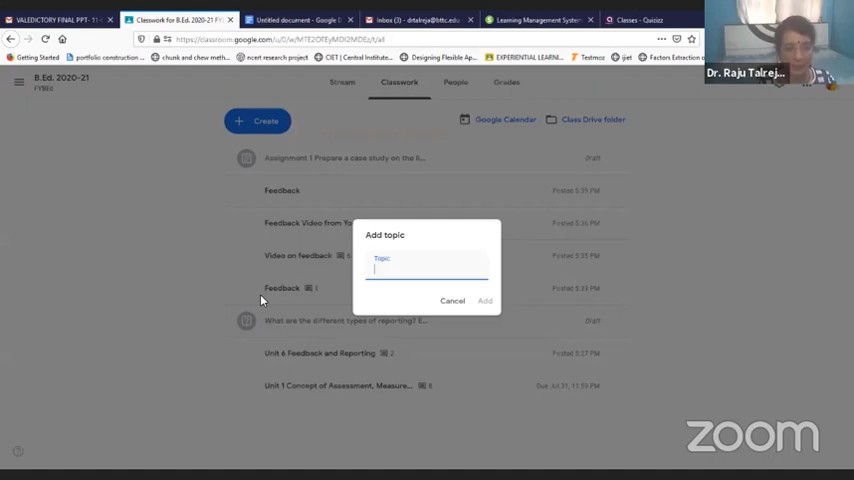 VALEDICTORY FINAL PPT- 11-
Classwork for B.Ed. 2020-21 FY
Untitled document - Google D
Inbox (3) - drtalreja@bttc.edu
Learning Management System
Classes - Quizizz
https://classroom.google.com/u/0/w/MTE2OTEyMDI2MDEz/t/all
Getting Started
portfolio construction...
chunk and chew meth...
ncert research project
CIET | Central Institute...
EXPERIENTIAL LEARNI...
Testmoz
ijiet
Factors Extraction
Dr. Raju Talrej...
B.Ed. 2020-21
FYBEd
Stream
Classwork
People
Grades
+ Create
Google Calendar
Class Drive folder
Assignment 1 Prepare a case study on the
Draft
Feedback
Posted 5:39 PM
Feedback Video from Yo
Posted 5:36 PM
Video on feedback
Posted 5:35 PM
Feedback 1
Posted 5:33 PM
Add topic
Topic
Cancel Add
What are the different types of reporting?
Draft
Unit 6 Feedback and Reporting 2
Posted 5:27 PM
Unit 1 Concept of Assessment, Measure... 8
Due Jul 31, 11:59 PM
zoom